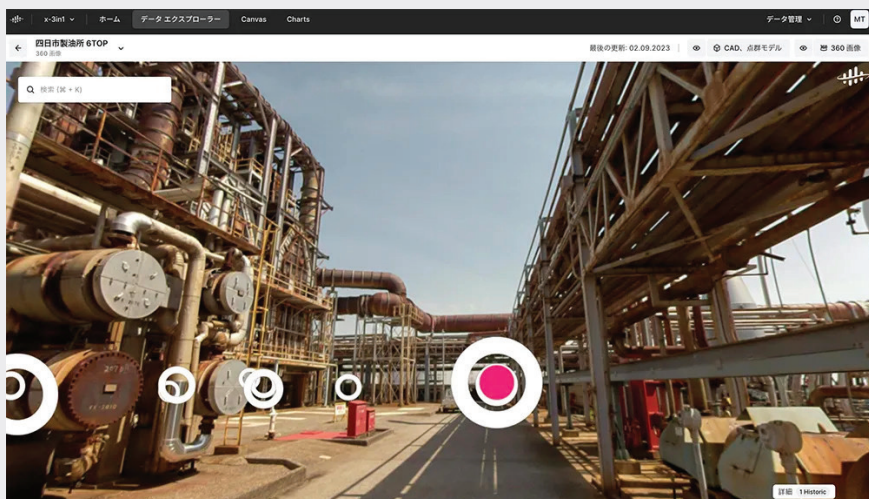 x-3in1
ホーム
データ エクスプローラー
Canvas
Charts
データ管理
MT
四日市製油所 6TOP
360 画像
最後の更新: 02.09.2023
CAD、点群モデル
360 画像
検索 (⌘ + K)
詳細 1 Historic